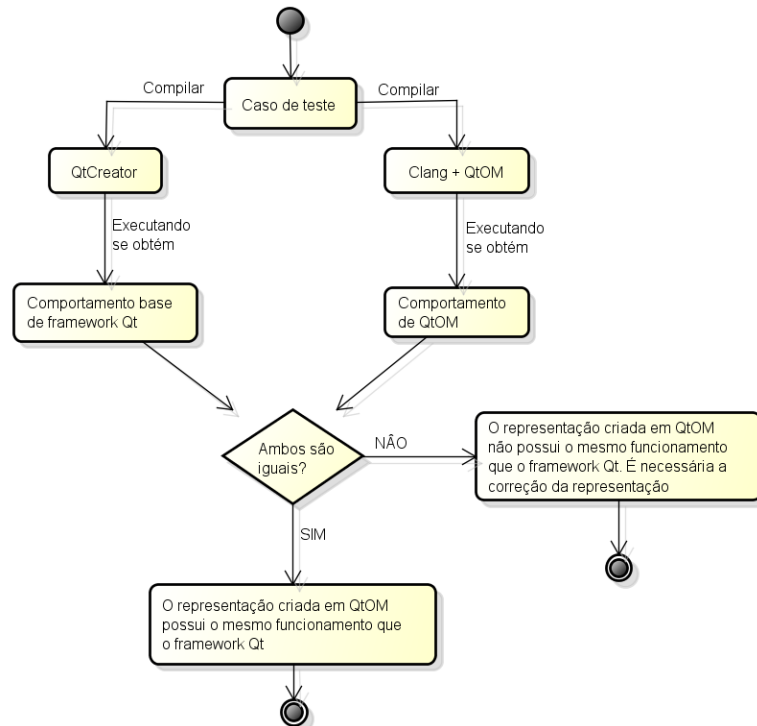 Compilar
Compilar
Caso de teste
QtCreator
Clang + QtOM
Executando
se obtém
Executando
se obtém
Comportamento base
de framework Qt
Comportamento
de QtOM
Ambos são
iguais?
NÂO
O representação criada em QtOM
não possui o mesmo funcionamento
que o framework Qt. É necessária a
correção da representação
SIM
O representação criada em QtOM
possui o mesmo funcionamento que
o framework Qt